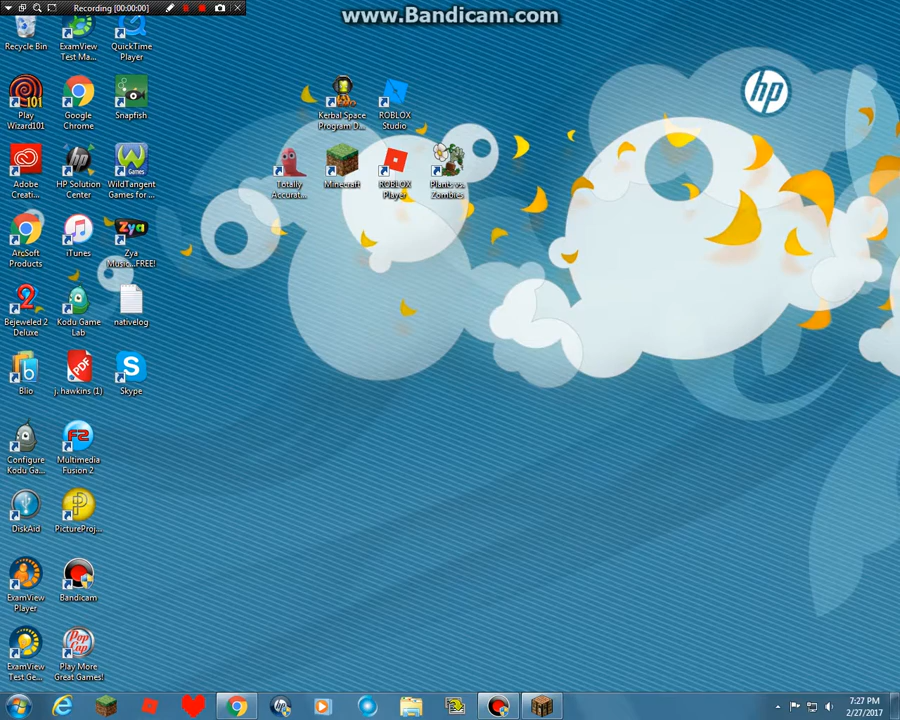 Recording [00:00:00]
www.Bandicam.com
hp
Recycle Bin
ExamView Test Ma...
QuickTime Player
Play Wizard101
Google Chrome
Snapfish
Kerbal Space Program D...
ROBLOX Studio
Adobe Creati...
HP Solution Center
WildTangent Games for ...
Totally Accurat...
Minecraft
ROBLOX Player
Plants vs. Zombies
ArcSoft Products
iTunes
Zya Music...FREE!
Bejeweled 2 Deluxe
Kodu Game Lab
nativelog
Blio
j. hawkins (1)
Skype
Configure Kodu Ga...
Multimedia Fusion 2
DiskAid
PictureProj...
ExamView Player
Bandicam
ExamView Test Ge...
Play More Great Games!
7:27 PM
2/27/2017